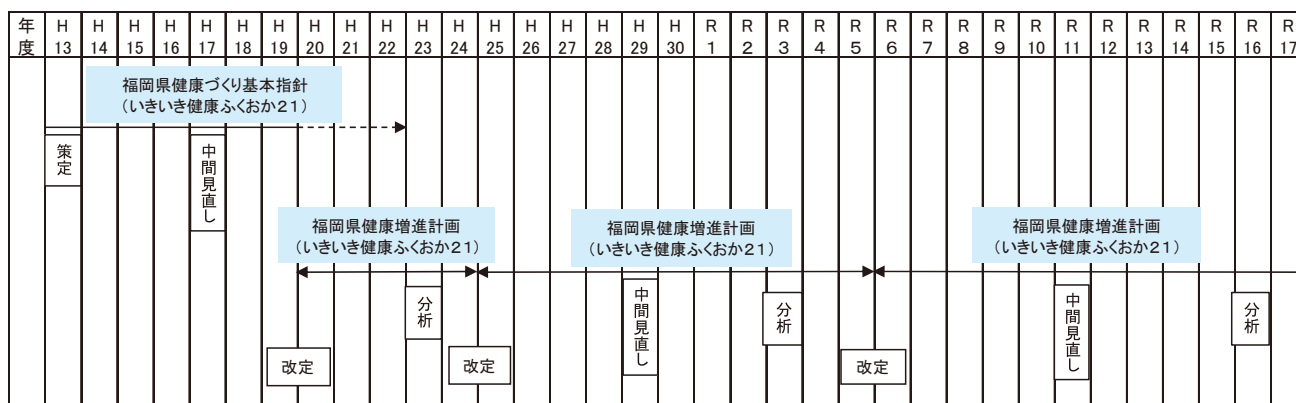 年度 H13 H14 H15 H16 H17 H18 H19 H20 H21 H22 H23 H24 H25 H26 H27 H28 H29 H30 R1 R2 R3 R4 R5 R6 R7 R8 R9 R10 R11 R12 R13 R14 R15 R16 R17
福岡県健康づくり基本指針
（いきいき健康ふくおか21）
策定
中間見直し
福岡県健康増進計画
（いきいき健康ふくおか21）
福岡県健康増進計画
（いきいき健康ふくおか21）
福岡県健康増進計画
（いきいき健康ふくおか21）
分析
中間見直し
分析
中間見直し
分析
改定
改定
改定